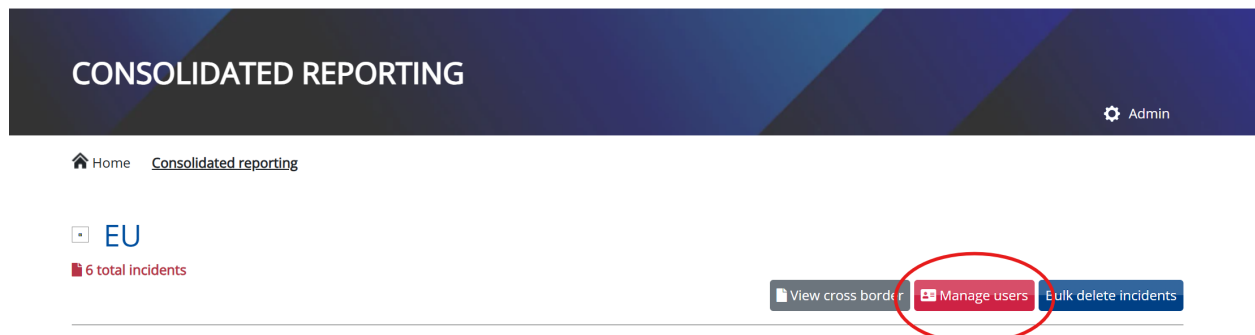 CONSOLIDATED REPORTING
Admin
Home Consolidated reporting
EU
6 total incidents
View cross border Manage users Bulk delete incidents